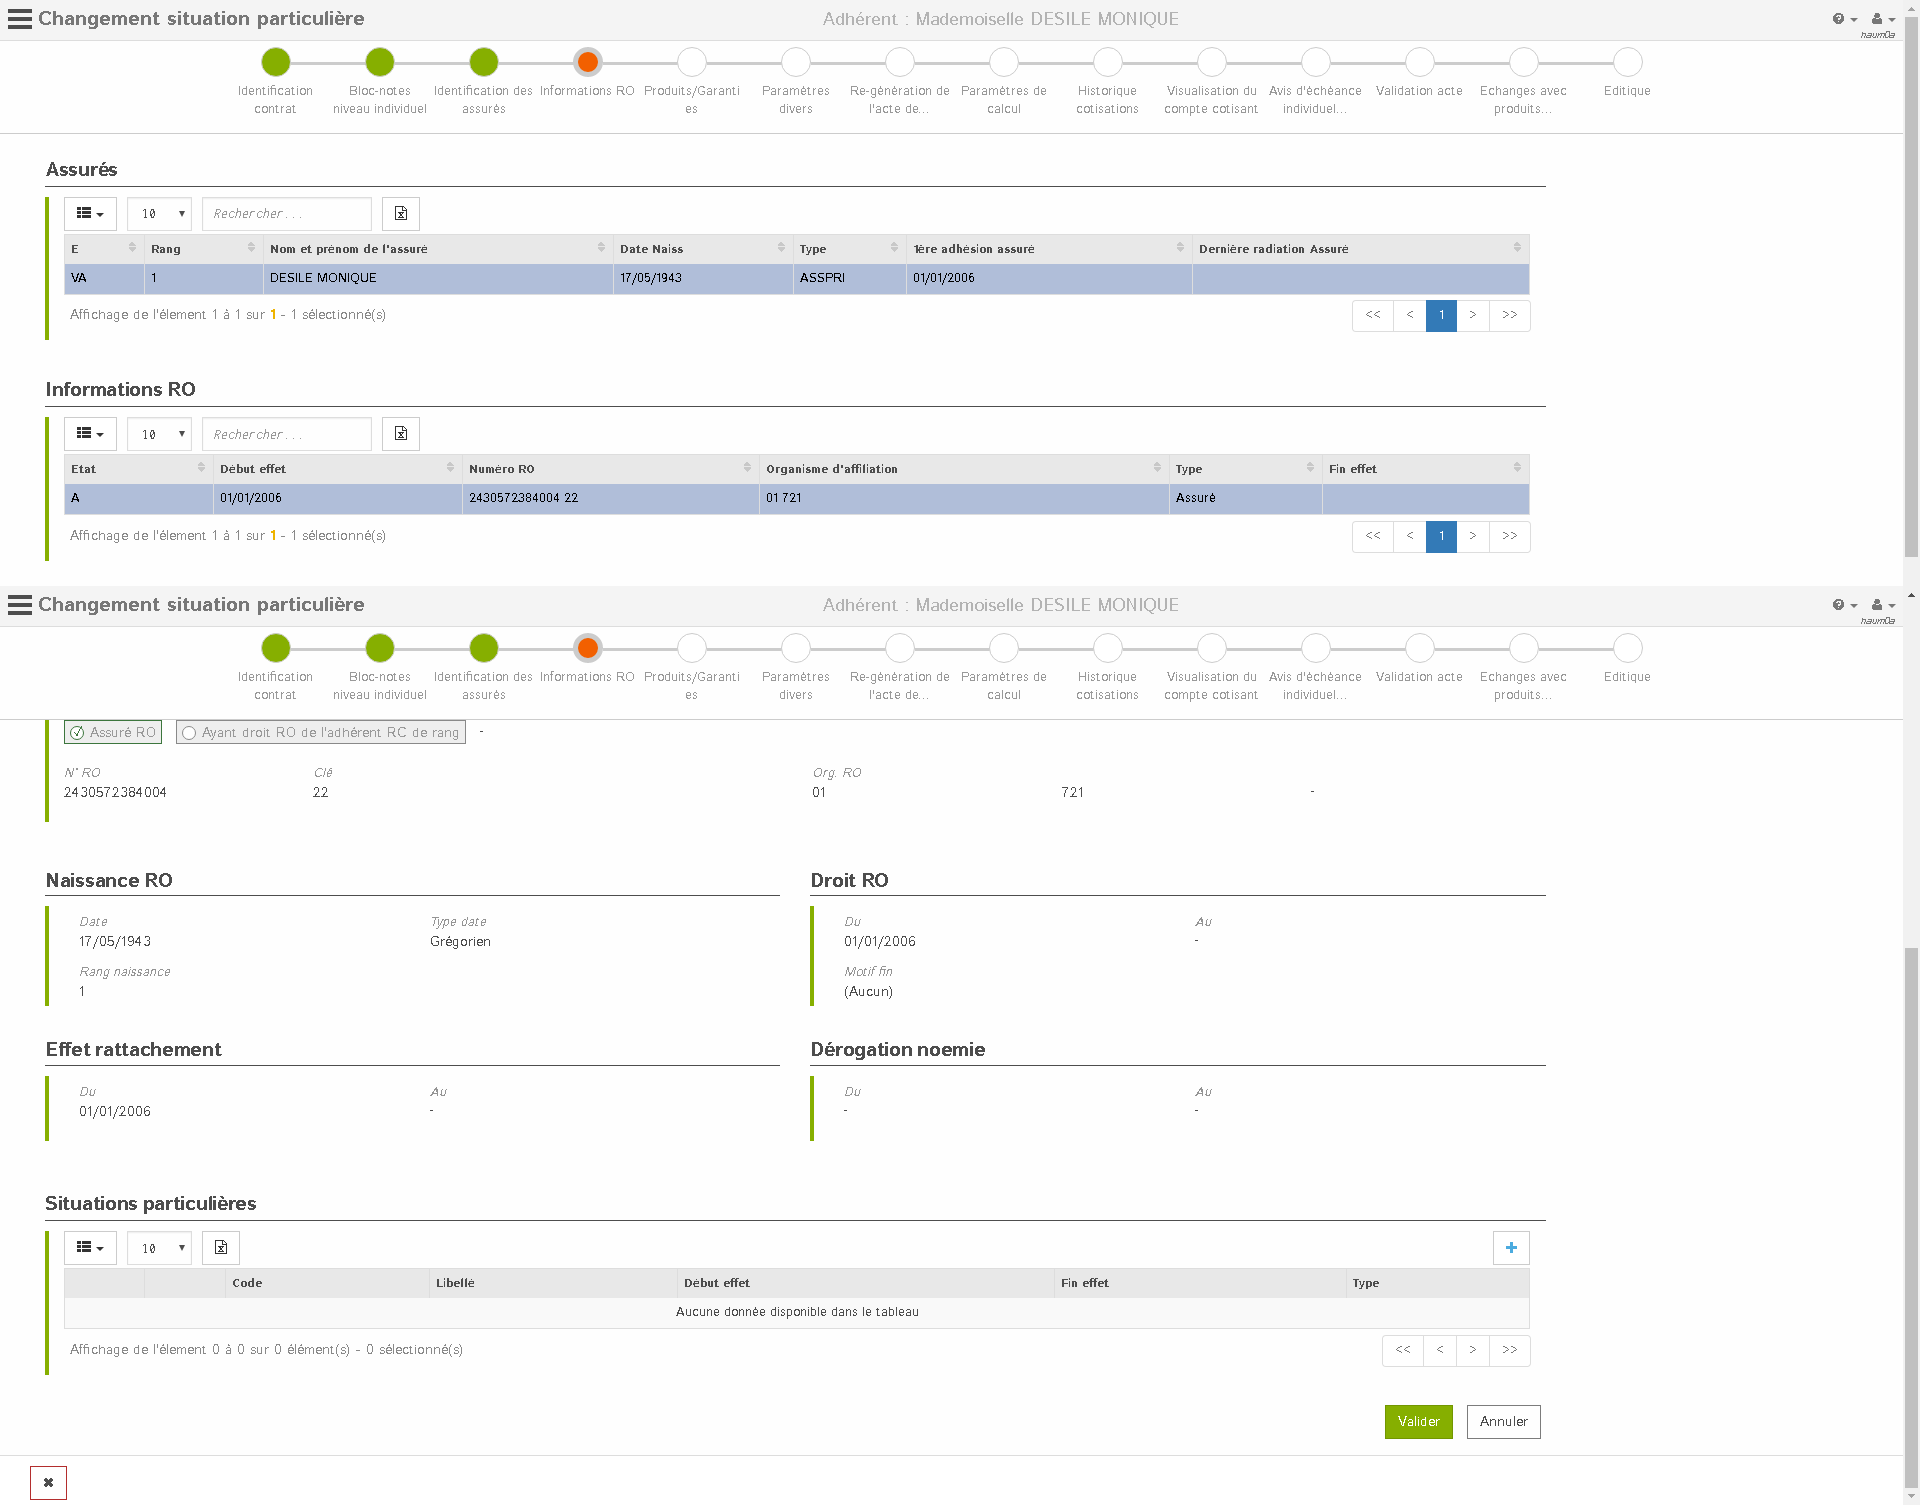 Changement situation particulière
Adhérent : Mademoiselle DESILE MONIQUE
haum0a
Identification contrat
Bloc-notes niveau individuel
Identification des assurés
Informations RO
Produits/Garanties
Paramètres divers
Re-génération de l'acte de...
Paramètres de calcul
Historique cotisations
Visualisation du compte cotisant
Avis d'échéance individuel...
Validation acte
Echanges avec produits...
Editique
Assurés
10 Rechercher...
E Rang Nom et prénom de l'assuré Date Naiss Type 1ère adhésion assuré Dernière radiation Assuré
VA 1 DESILE MONIQUE 17/05/1943 ASSPRI 01/01/2006
Affichage de l'élement 1 à 1 sur 1 - 1 sélectionné(s) << < 1 > >>
Informations RO
10 Rechercher...
Etat Début effet Numéro RO Organisme d'affiliation Type Fin effet
A 01/01/2006 2430572384004 22 01 721 Assuré
Affichage de l'élement 1 à 1 sur 1 - 1 sélectionné(s) << < 1 > >>
Changement situation particulière
Adhérent : Mademoiselle DESILE MONIQUE
haum0a
Identification contrat
Bloc-notes niveau individuel
Identification des assurés
Informations RO
Produits/Garanties
Paramètres divers
Re-génération de l'acte de...
Paramètres de calcul
Historique cotisations
Visualisation du compte cotisant
Avis d'échéance individuel...
Validation acte
Echanges avec produits...
Editique
Assuré RO Ayant droit RO de l'adhérent RC de rang -
N° RO Clé Org. RO
2430572384004 22 01 721 -
Naissance RO
Date Type date
17/05/1943 Grégorien
Rang naissance
1
Droit RO
Du Au
01/01/2006 -
Motif fin
(Aucun)
Effet rattachement
Du Au
01/01/2006 -
Dérogation noemie
Du Au
- -
Situations particulières
10
Code Libellé Début effet Fin effet Type
Aucune donnée disponible dans le tableau
Affichage de l'élement 0 à 0 sur 0 élément(s) - 0 sélectionné(s) << < > >>
Valider Annuler